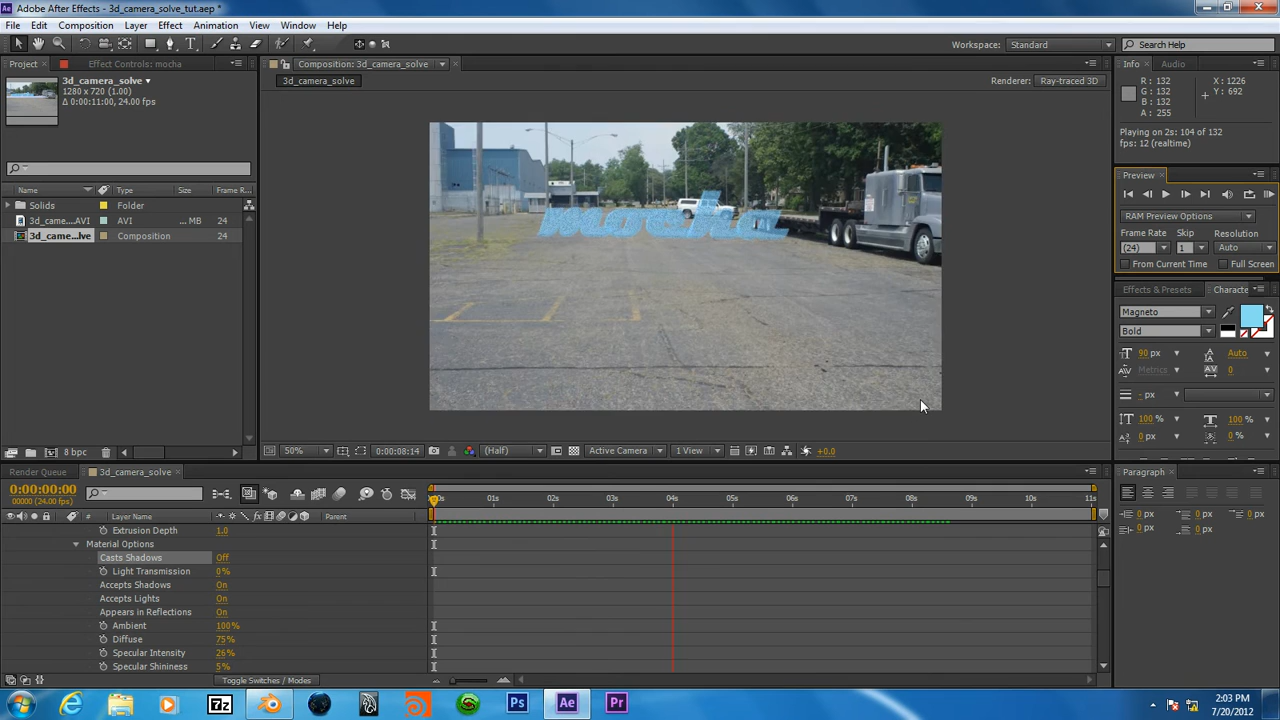 Adobe After Effects - 3d_camera_solve_tut.aep *
File Edit Composition Layer Effect Animation View Window Help
Workspace: Standard Search Help
Project Effect Controls: mocha
3d_camera_solve
1280 x 720 (1.00)
Δ 0:00:11:00, 24.00 fps
Name Type Size Frame R...
Solids Folder
3d_came....AVI AVI ... MB 24
3d_came...lve Composition 24
8 bpc
Composition: 3d_camera_solve
3d_camera_solve
Renderer: Ray-traced 3D
mocha
50% 0:00:08:14 (Half) Active Camera 1 View +0.0
Info Audio
R : 132
G : 132
B : 132
A : 255
X : 1226
Y : 692
Playing on 2s: 104 of 132
fps: 12 (realtime)
Preview
RAM Preview Options
Frame Rate Skip Resolution
(24) 1 Auto
From Current Time Full Screen
Effects & Presets Characte
Magneto
Bold
90 px Auto
Metrics 0
- px
100 % 100 %
0 px 0 %
Paragraph
0 px 0 px 0 px
0 px 0 px
Render Queue 3d_camera_solve
0:00:00:00
00000 (24.00 fps)
# Layer Name Parent
01s 02s 03s 04s 05s 06s 07s 08s 09s 10s 11s
Extrusion Depth 1.0
Material Options
Casts Shadows Off
Light Transmission 0%
Accepts Shadows On
Accepts Lights On
Appears in Reflections On
Ambient 100%
Diffuse 75%
Specular Intensity 26%
Specular Shininess 5%
Toggle Switches / Modes
2:03 PM
7/20/2012